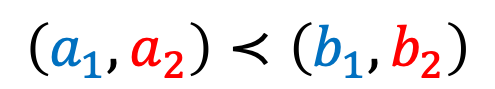 (a₁, a₂) ≺ (b₁, b₂)